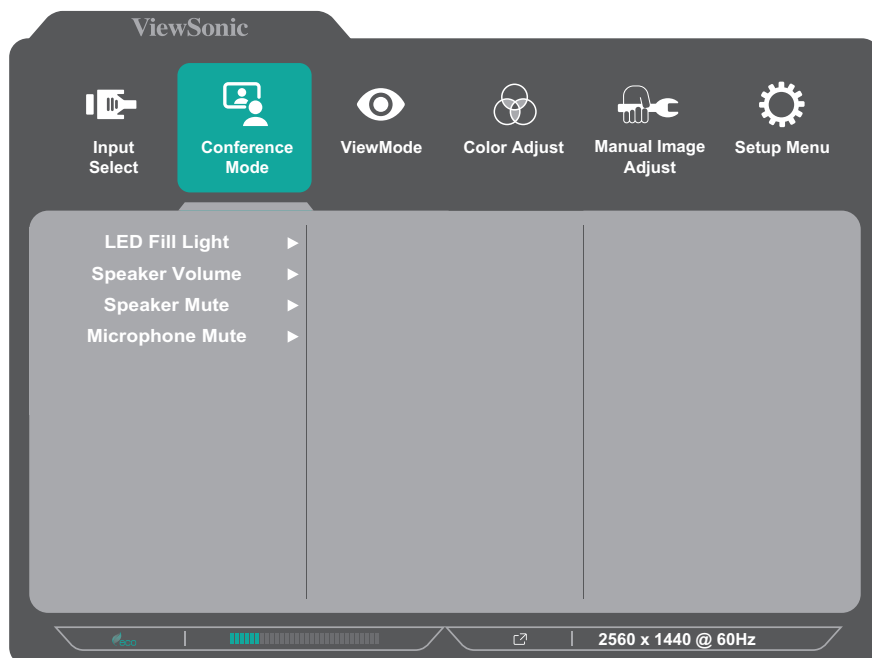 ViewSonic
Input
Select
Conference
Mode
ViewMode
Color Adjust
Manual Image
Adjust
Setup Menu
LED Fill Light
Speaker Volume
Speaker Mute
Microphone Mute
eco
2560 x 1440 @ 60Hz